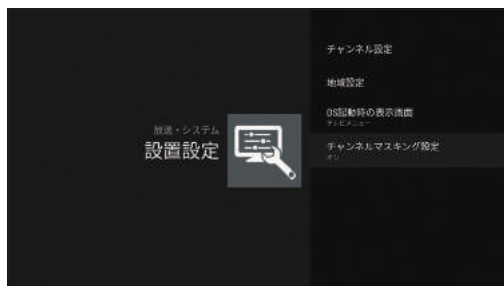 放送・システム
設置設定
チャンネル設定
地域設定
OS起動時の表示画面
テレビメニュー
チャンネルマスキング設定
オン